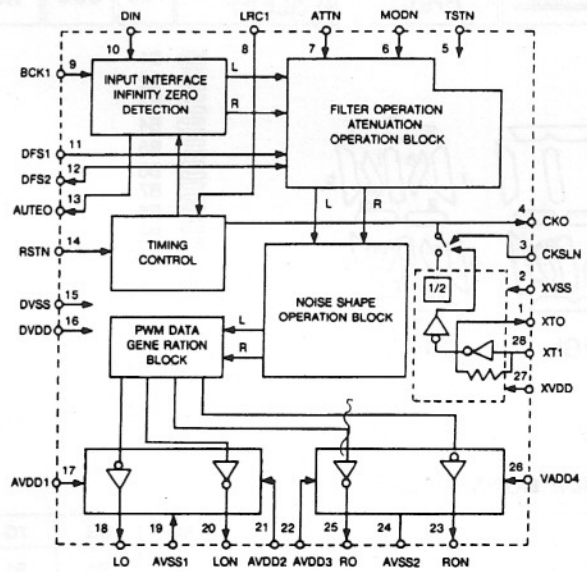 DIN LRC1 ATTN MODN TSTN
10 8 7 6 5
BCK1 9
INPUT INTERFACE
INFINITY ZERO
DETECTION
L
R
FILTER OPERATION
ATENUATION
OPERATION BLOCK
DFS1 11
DFS2 12
AUTEO 13
L R
4 CKO
RSTN 14
TIMING
CONTROL
3 CKSLN
2 XVSS
1/2
1 XTO
28 XT1
27 XVDD
DVSS 15
DVDD 16
NOISE SHAPE
OPERATION BLOCK
PWM DATA
GENE RATION
BLOCK
L
R
AVDD1 17
26 VADD4
18 19 20 21 22 25 24 23
LO AVSS1 LON AVDD2 AVDD3 RO AVSS2 RON